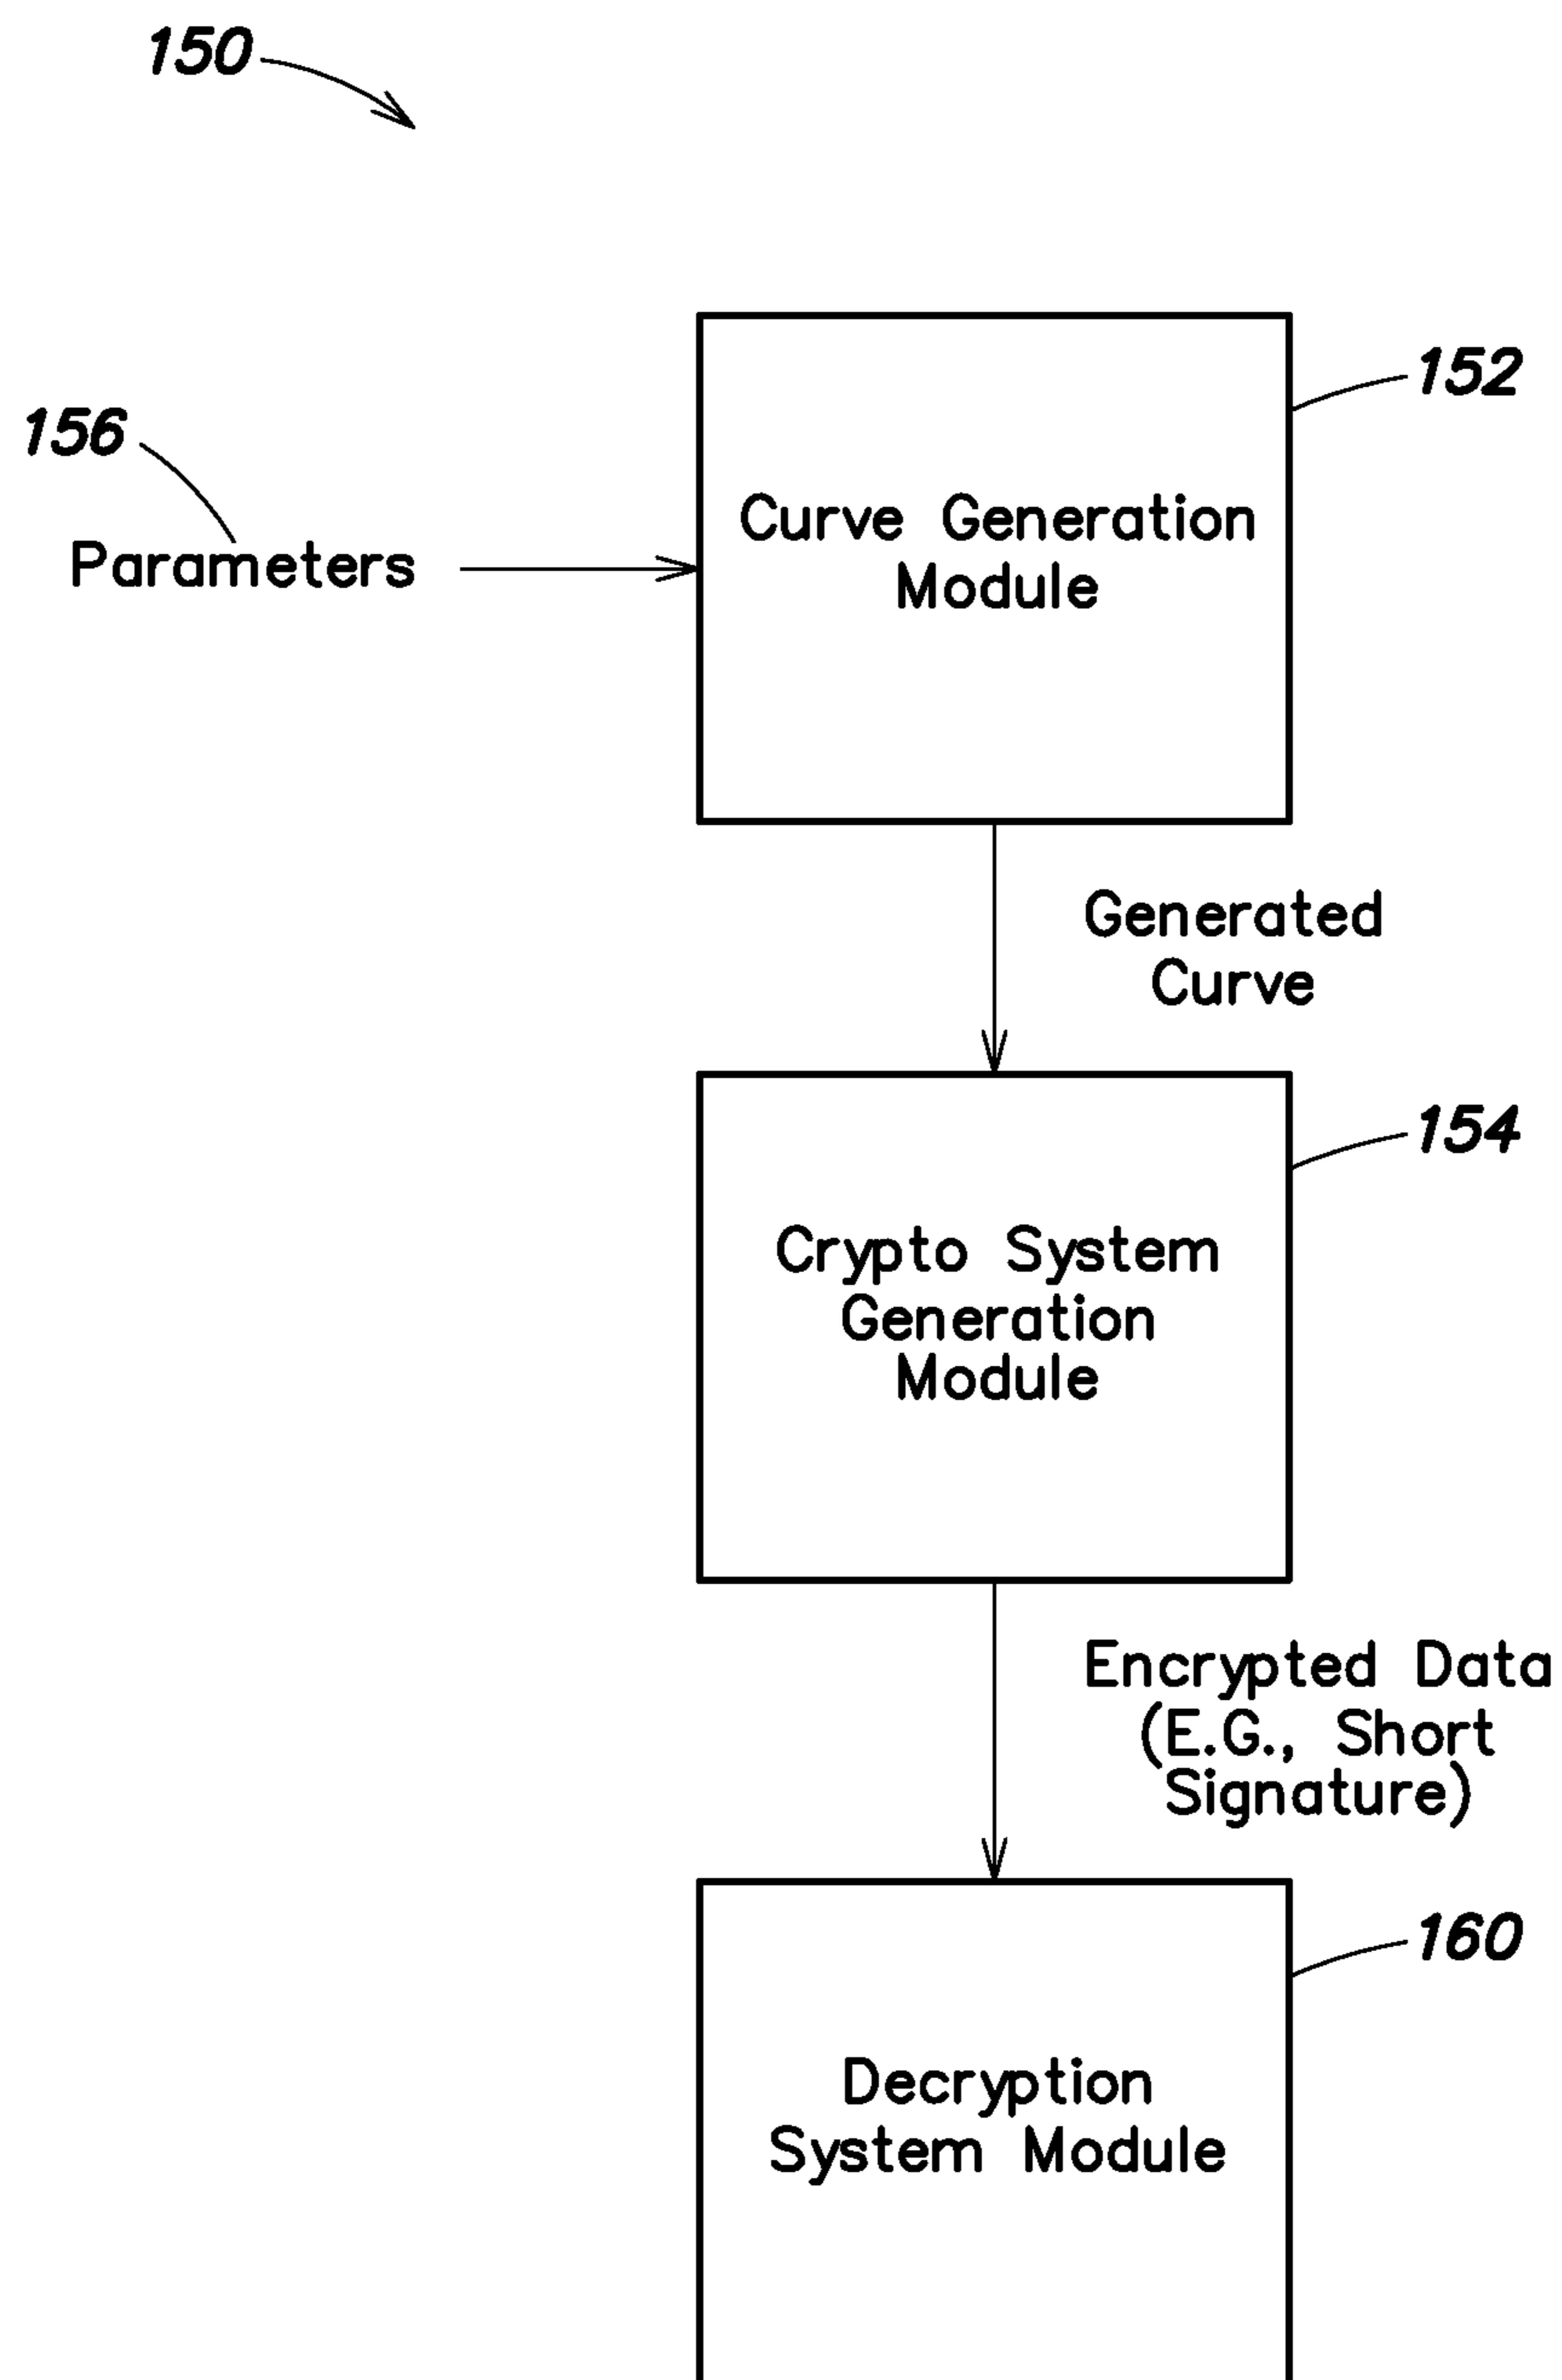 150
152
156
Parameters
Curve Generation
Module
Generated
Curve
154
Crypto System
Generation
Module
Encrypted Data
(E.G., Short
Signature)
160
Decryption
System Module